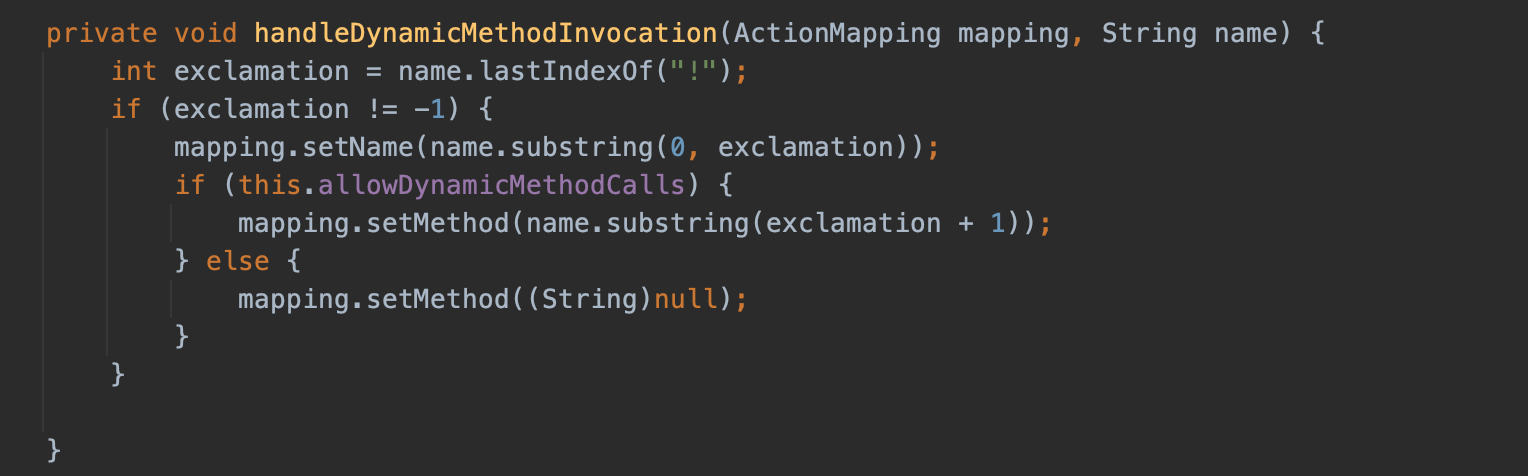 private void handleDynamicMethodInvocation(ActionMapping mapping, String name) {
    int exclamation = name.lastIndexOf("!");
    if (exclamation != -1) {
        mapping.setName(name.substring(0, exclamation));
        if (this.allowDynamicMethodCalls) {
            mapping.setMethod(name.substring(exclamation + 1));
        } else {
            mapping.setMethod((String)null);
        }
    }

}